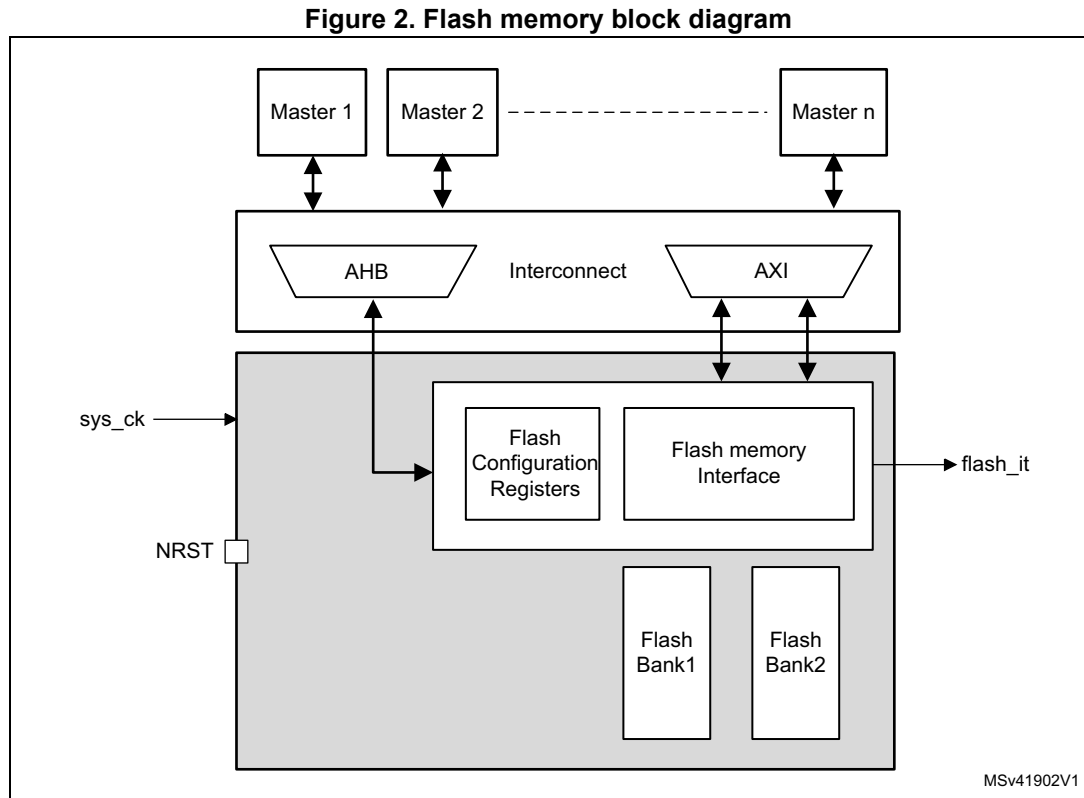 Figure 2. Flash memory block diagram
Master 1
Master 2
Master n
AHB
Interconnect
AXI
sys_ck
Flash
Configuration
Registers
Flash memory
Interface
flash_it
NRST
Flash
Bank1
Flash
Bank2
MSv41902V1